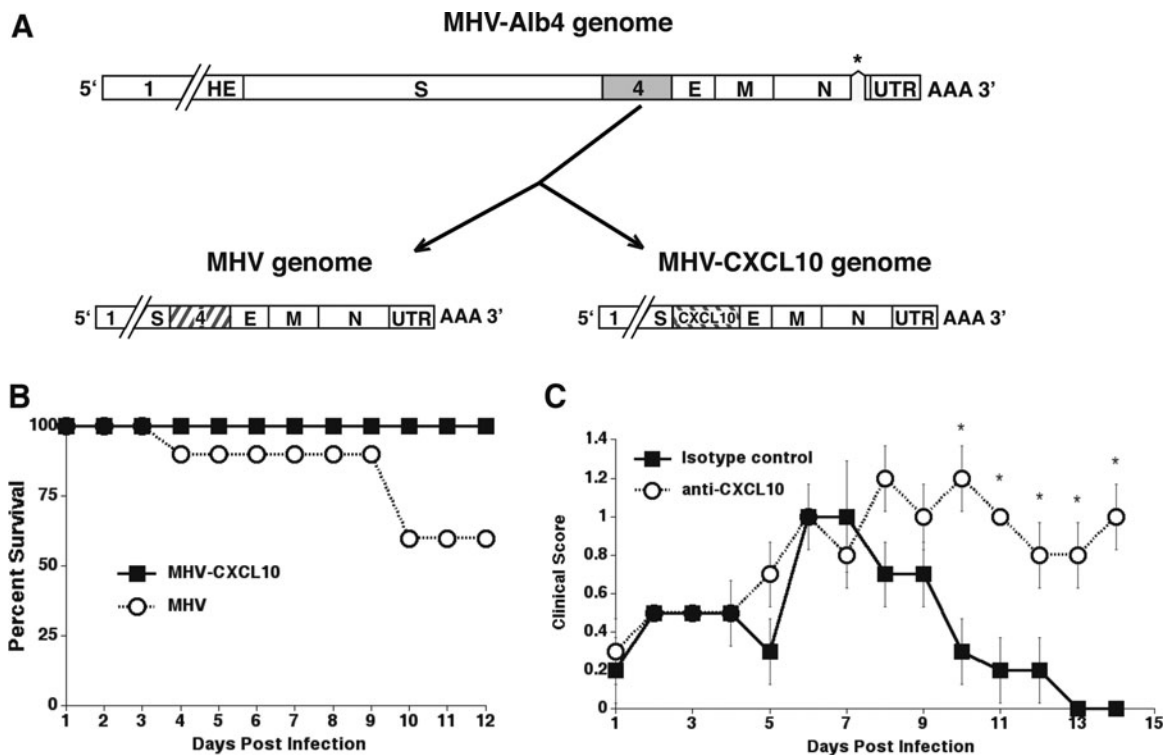 A
MHV-Alb4 genome
*
5‘ 1 HE S 4 E M N UTR AAA 3’
MHV genome
MHV-CXCL10 genome
5‘ 1 S 4 E M N UTR AAA 3’
5‘ 1 S CXCL10 E M N UTR AAA 3’
B
100
75
50
25
0
Percent Survival
MHV-CXCL10
MHV
1 2 3 4 5 6 7 8 9 10 11 12
Days Post Infection
C
1.4
1.2
1
0.8
0.6
0.4
0.2
0
Clinical Score
Isotype control
anti-CXCL10
* * * * *
1 3 5 7 9 11 13 15
Days Post Infection